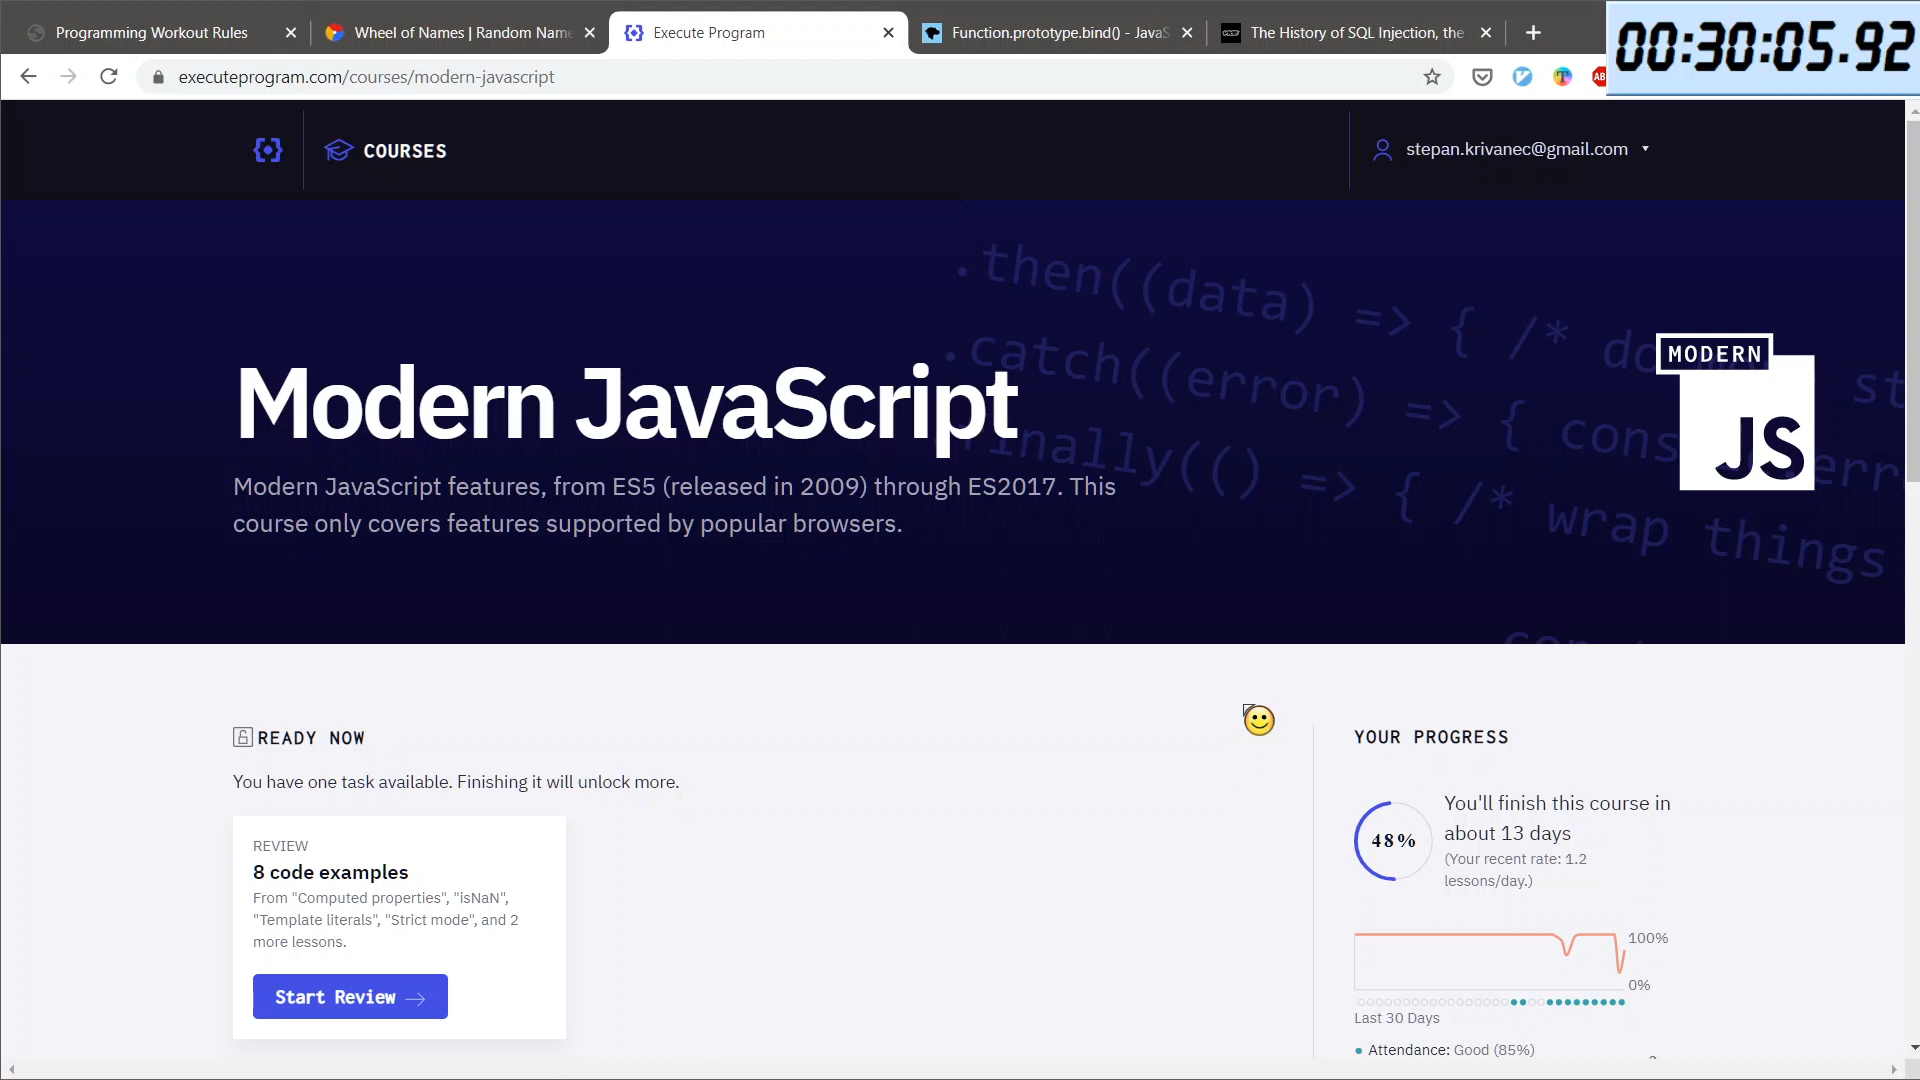 Programming Workout Rules
Wheel of Names | Random Name
Execute Program
Function.prototype.bind() - JavaS
The History of SQL Injection, the
00:30:05.92
executeprogram.com/courses/modern-javascript
COURSES
stepan.krivanec@gmail.com
.then((data) => { /* do
.catch((error) => { cons
.finally(() => { /* wrap things
Modern JavaScript
Modern JavaScript features, from ES5 (released in 2009) through ES2017. This
course only covers features supported by popular browsers.
MODERN
JS
READY NOW
You have one task available. Finishing it will unlock more.
REVIEW
8 code examples
From "Computed properties", "isNaN",
"Template literals", "Strict mode", and 2
more lessons.
Start Review
YOUR PROGRESS
48%
You'll finish this course in
about 13 days
(Your recent rate: 1.2
lessons/day.)
100%
0%
Last 30 Days
Attendance: Good (85%)